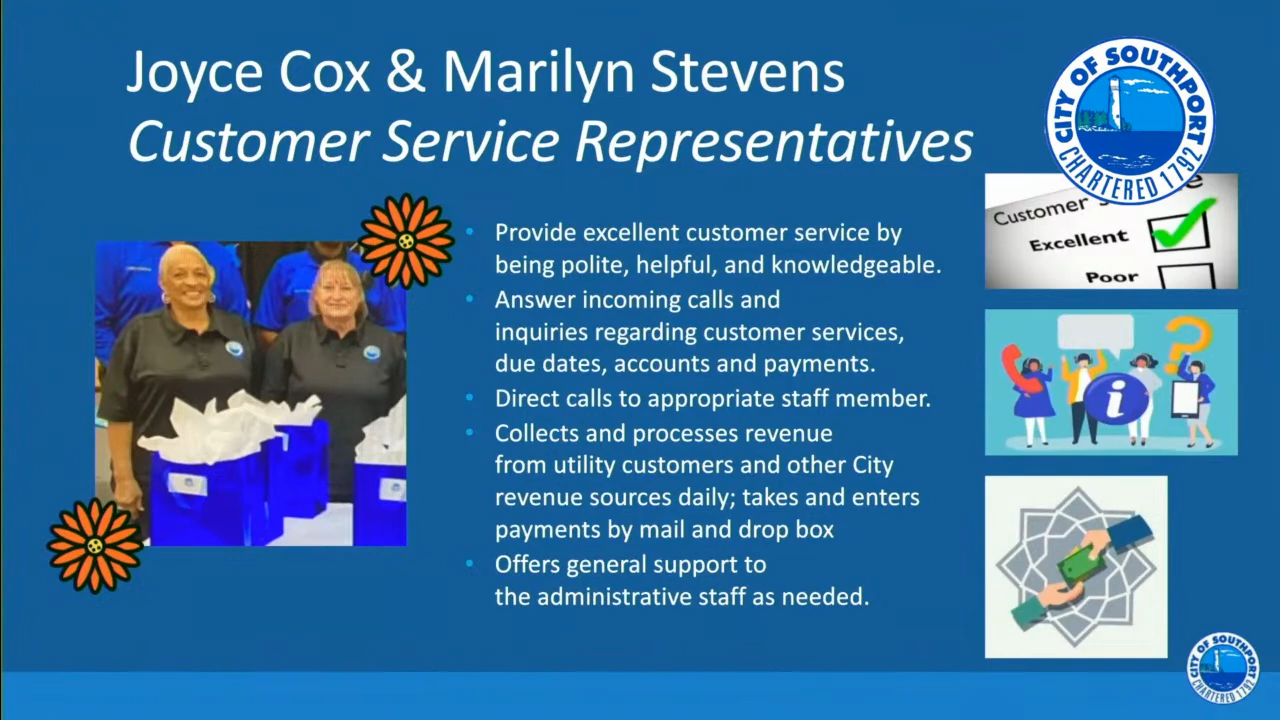 Joyce Cox & Marilyn Stevens
Customer Service Representatives
CITY OF SOUTHPORT
CHARTERED 1792
Customer
Excellent
Poor
• Provide excellent customer service by
being polite, helpful, and knowledgeable.
• Answer incoming calls and
inquiries regarding customer services,
due dates, accounts and payments.
• Direct calls to appropriate staff member.
• Collects and processes revenue
from utility customers and other City
revenue sources daily; takes and enters
payments by mail and drop box
• Offers general support to
the administrative staff as needed.
i
CITY OF SOUTHPORT
CHARTERED 1792